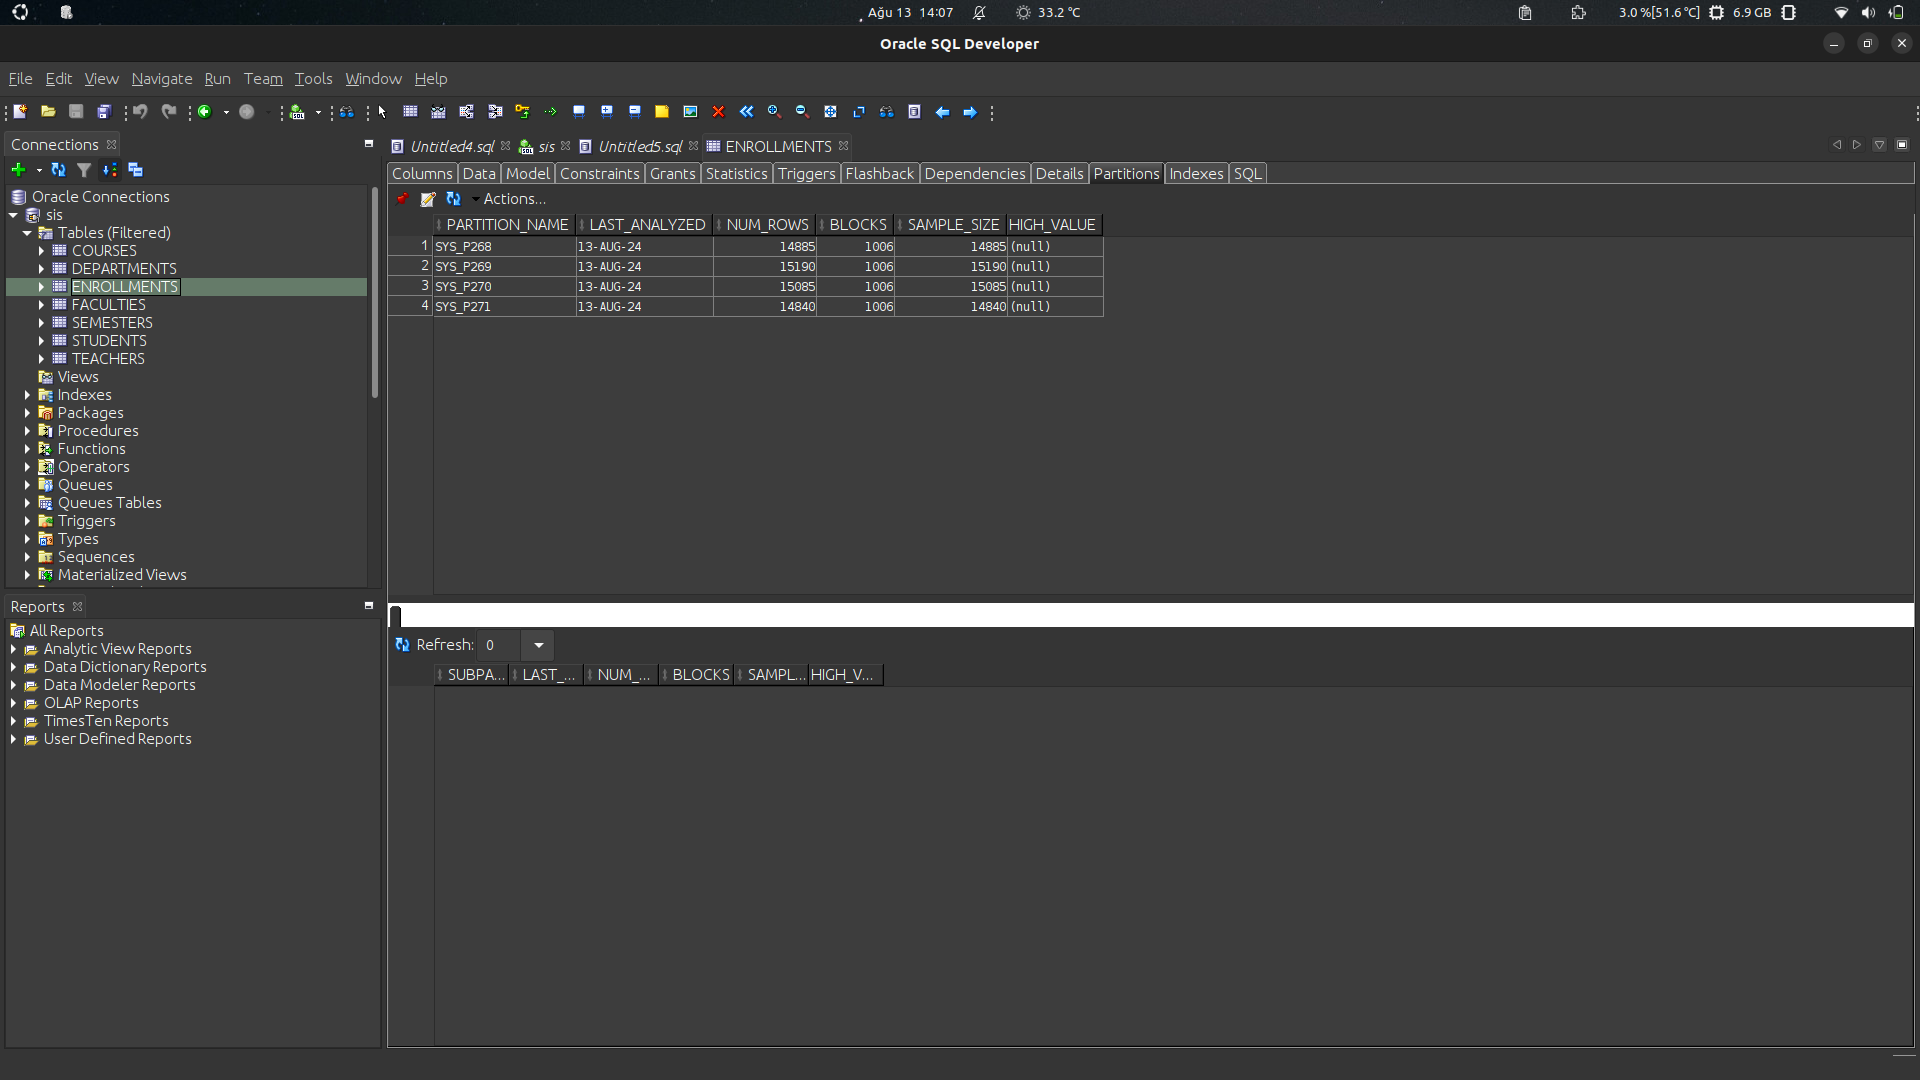 Ağu 13 14:07 33.2 °C 3.0 %[51.6 °C] 6.9 GB
Oracle SQL Developer
File Edit View Navigate Run Team Tools Window Help
Connections
Oracle Connections
sis
Tables (Filtered)
COURSES
DEPARTMENTS
ENROLLMENTS
FACULTIES
SEMESTERS
STUDENTS
TEACHERS
Views
Indexes
Packages
Procedures
Functions
Operators
Queues
Queues Tables
Triggers
Types
Sequences
Materialized Views
Reports
All Reports
Analytic View Reports
Data Dictionary Reports
Data Modeler Reports
OLAP Reports
TimesTen Reports
User Defined Reports
Untitled4.sql sis Untitled5.sql ENROLLMENTS
Columns Data Model Constraints Grants Statistics Triggers Flashback Dependencies Details Partitions Indexes SQL
Actions...
PARTITION_NAME LAST_ANALYZED NUM_ROWS BLOCKS SAMPLE_SIZE HIGH_VALUE
1 SYS_P268 13-AUG-24 14885 1006 14885 (null)
2 SYS_P269 13-AUG-24 15190 1006 15190 (null)
3 SYS_P270 13-AUG-24 15085 1006 15085 (null)
4 SYS_P271 13-AUG-24 14840 1006 14840 (null)
Refresh: 0
SUBPA... LAST_... NUM_... BLOCKS SAMPL... HIGH_V...